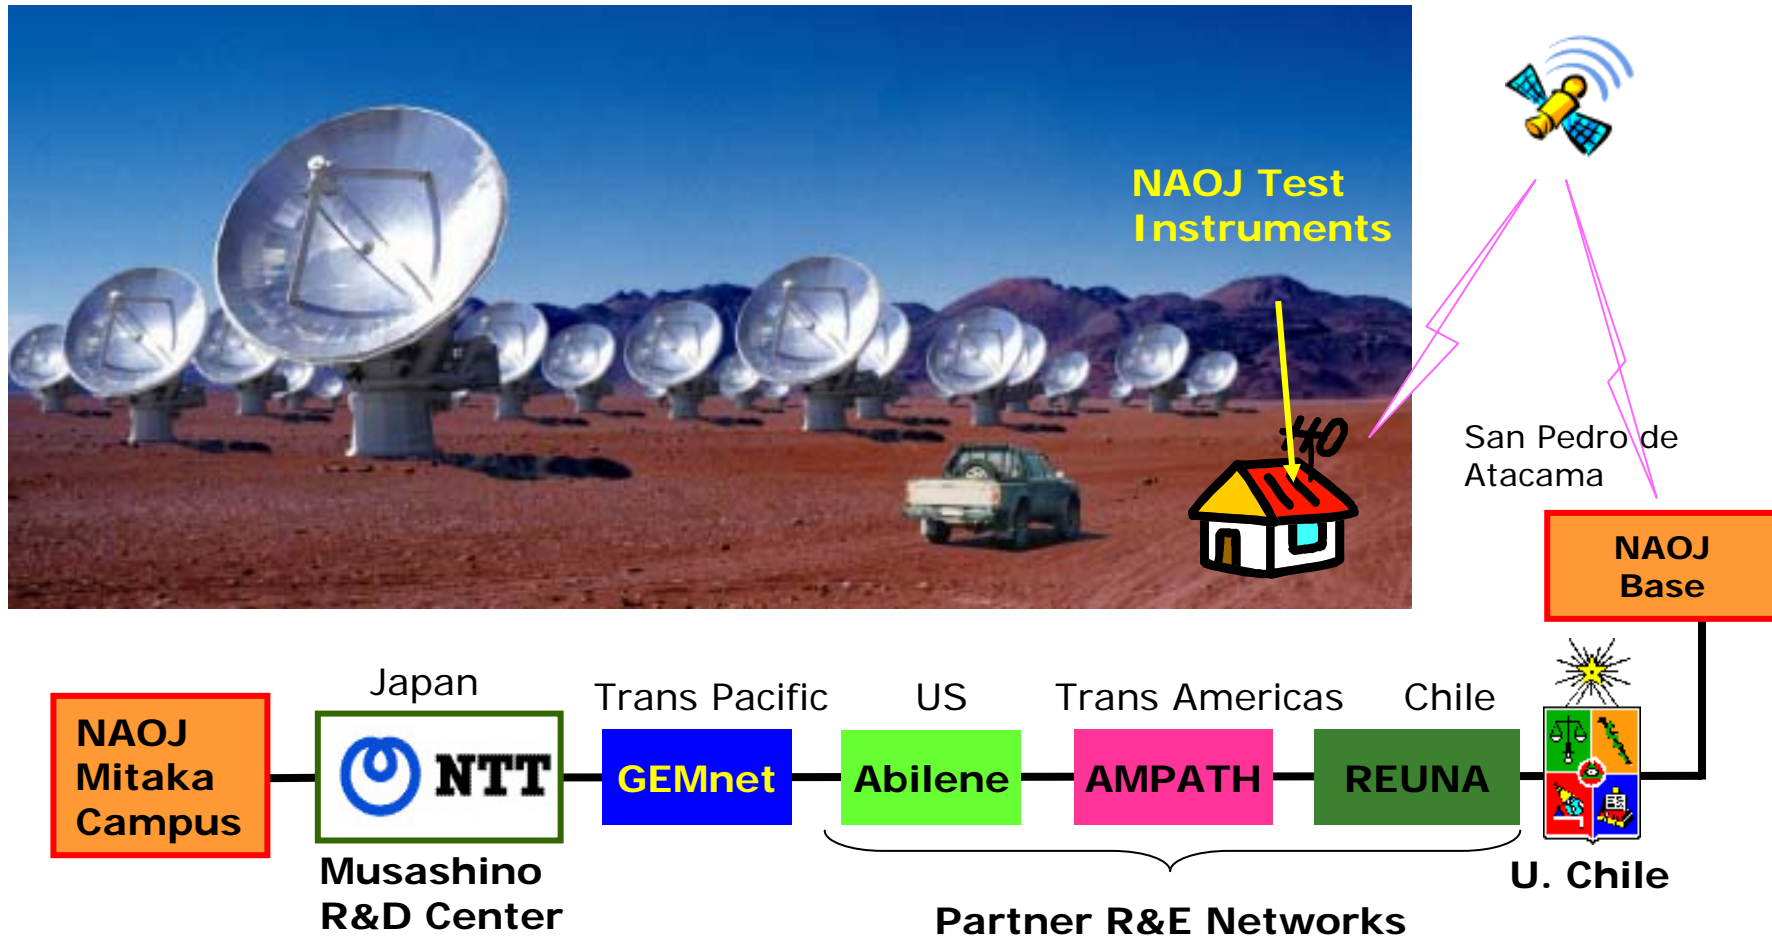 NAOJ Test
Instruments
San Pedro de
Atacama
NAOJ
Base
Japan
Trans Pacific
US
Trans Americas
Chile
NAOJ
Mitaka
Campus
NTT
GEMnet
Abilene
AMPATH
REUNA
Musashino
R&D Center
U. Chile
Partner R&E Networks